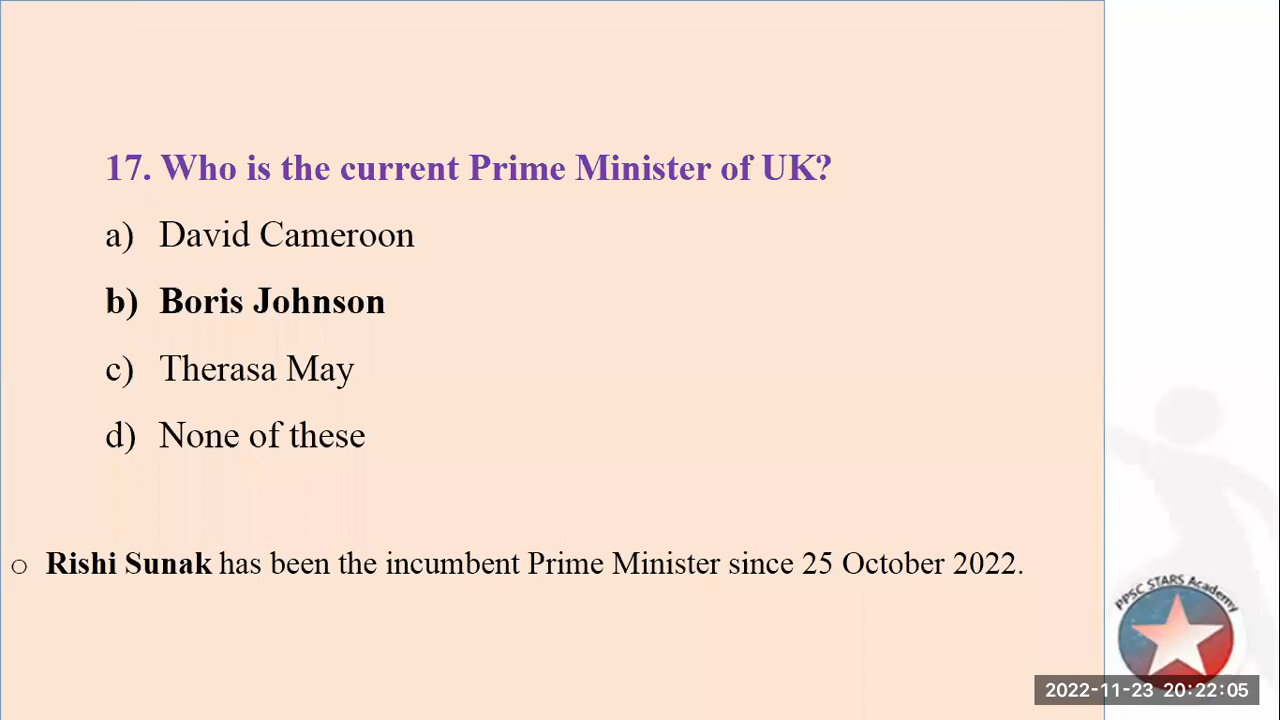 17. Who is the current Prime Minister of UK?
a) David Cameroon
b) Boris Johnson
c) Therasa May
d) None of these
○ Rishi Sunak has been the incumbent Prime Minister since 25 October 2022.
PPSC STARS Academy
2022-11-23 20:22:05